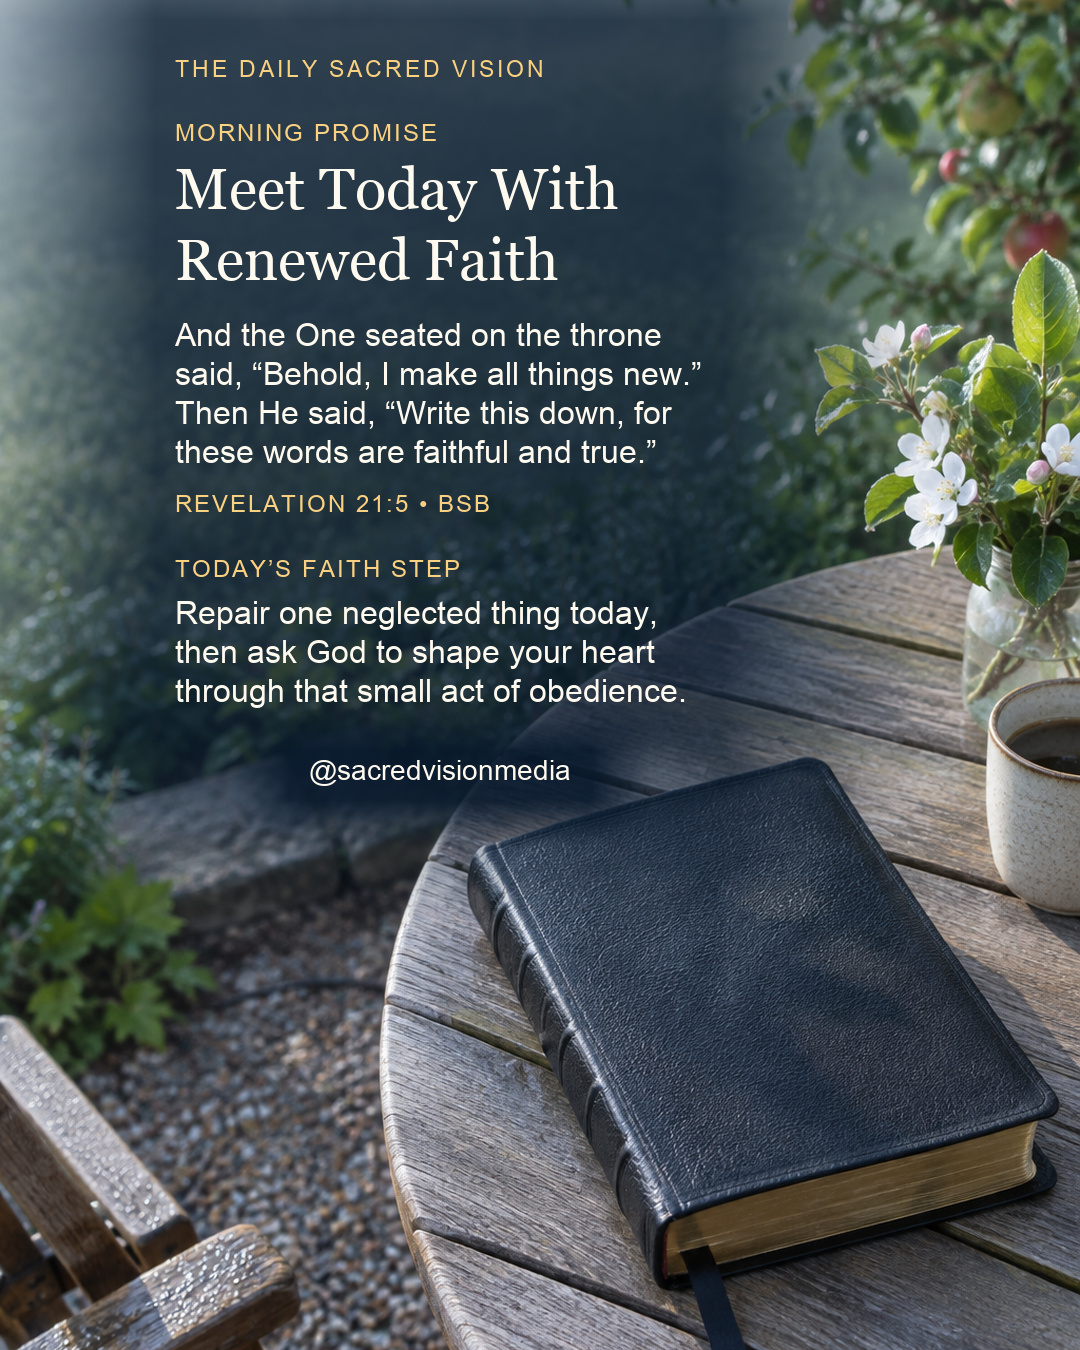 THE DAILY SACRED VISION
MORNING PROMISE
Meet Today With
Renewed Faith
And the One seated on the throne
said, “Behold, I make all things new.”
Then He said, “Write this down, for
these words are faithful and true.”
REVELATION 21:5 • BSB
TODAY’S FAITH STEP
Repair one neglected thing today,
then ask God to shape your heart
through that small act of obedience.
@sacredvisionmedia